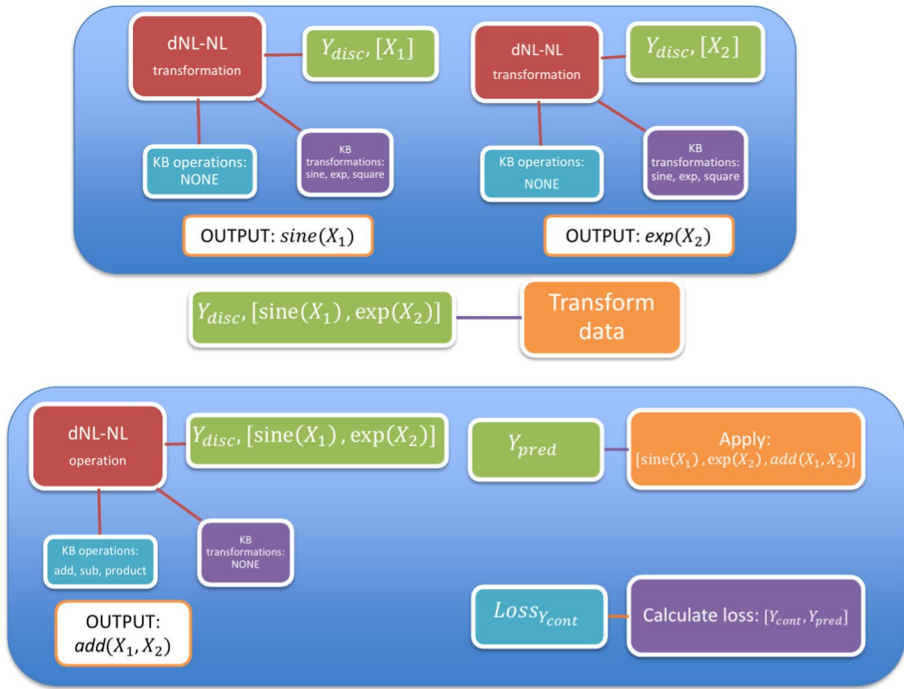 dNL-NL
transformation
Y_disc, [X_1]
KB operations:
NONE
KB
transformations:
sine, exp, square
OUTPUT: sine(X_1)
dNL-NL
transformation
Y_disc, [X_2]
KB operations:
NONE
KB
transformations:
sine, exp, square
OUTPUT: exp(X_2)
Y_disc, [sine(X_1), exp(X_2)]
Transform
data
dNL-NL
operation
Y_disc, [sine(X_1), exp(X_2)]
KB operations:
add, sub, product
KB
transformations:
NONE
OUTPUT:
add(X_1, X_2)
Y_pred
Apply:
[sine(X_1), exp(X_2), add(X_1, X_2)]
Loss_Y_cont
Calculate loss: [Y_cont, Y_pred]